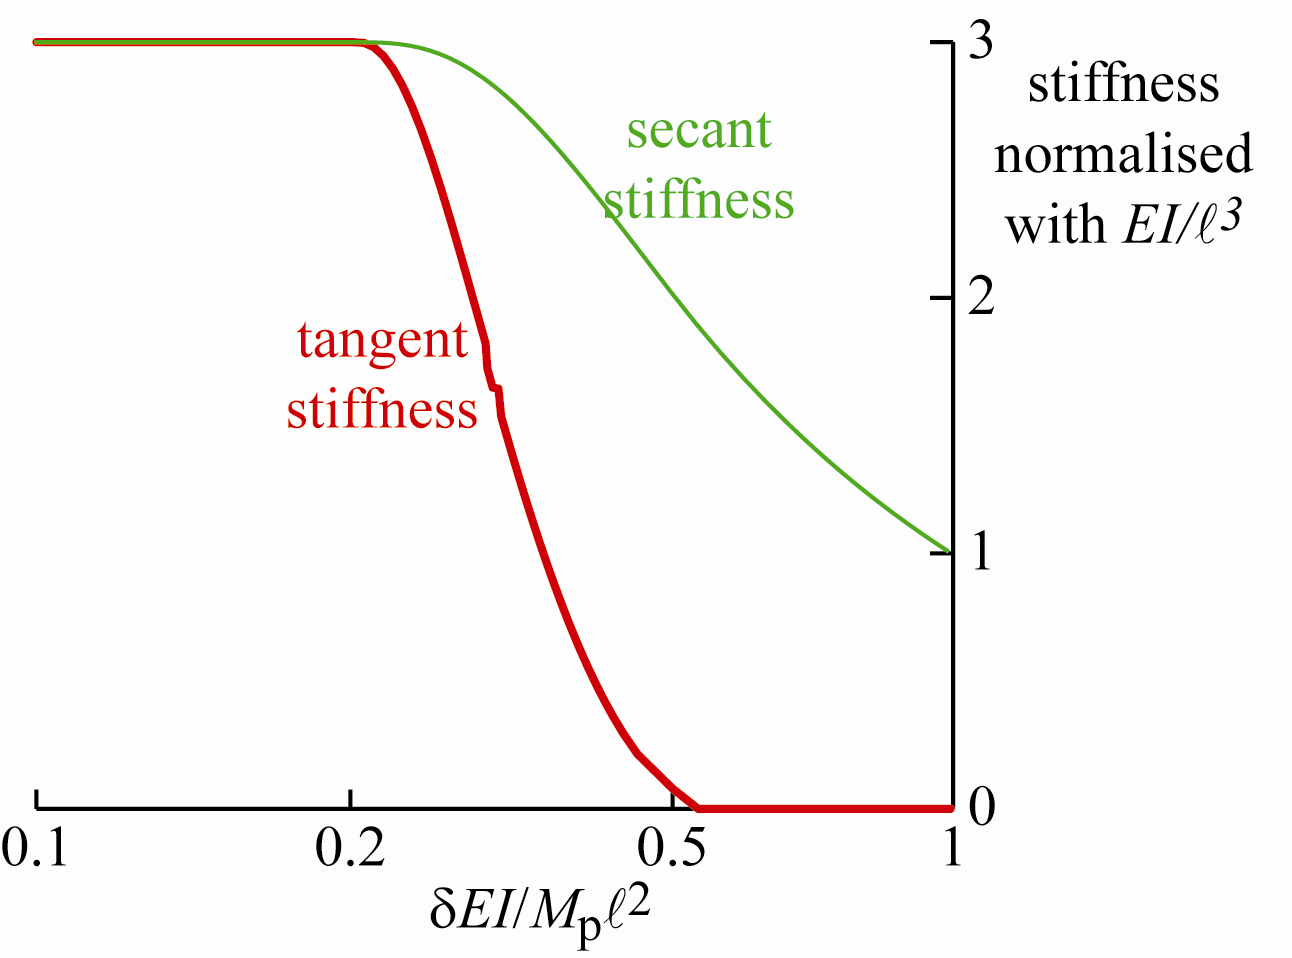 3
stiffness
normalised
with EI/ℓ³
secant
stiffness
2
tangent
stiffness
1
0
0.1 0.2 0.5 1
δEI/Mₚℓ²